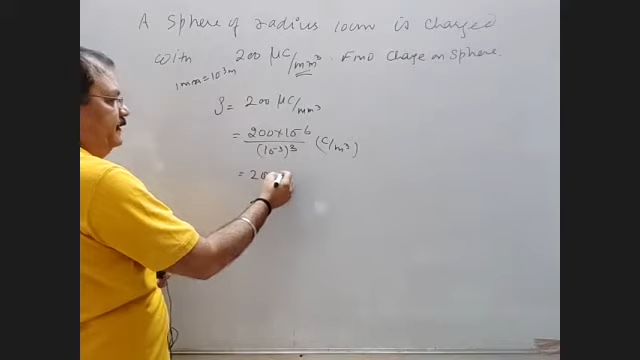 A Sphere of radius 10cm is charged
with 200 μC/mm³. Find Charge on Sphere.
1mm=10⁻³m
ρ = 200 μC/mm³
= 200×10⁻⁶/(10⁻³)³ (C/m³)
= 20